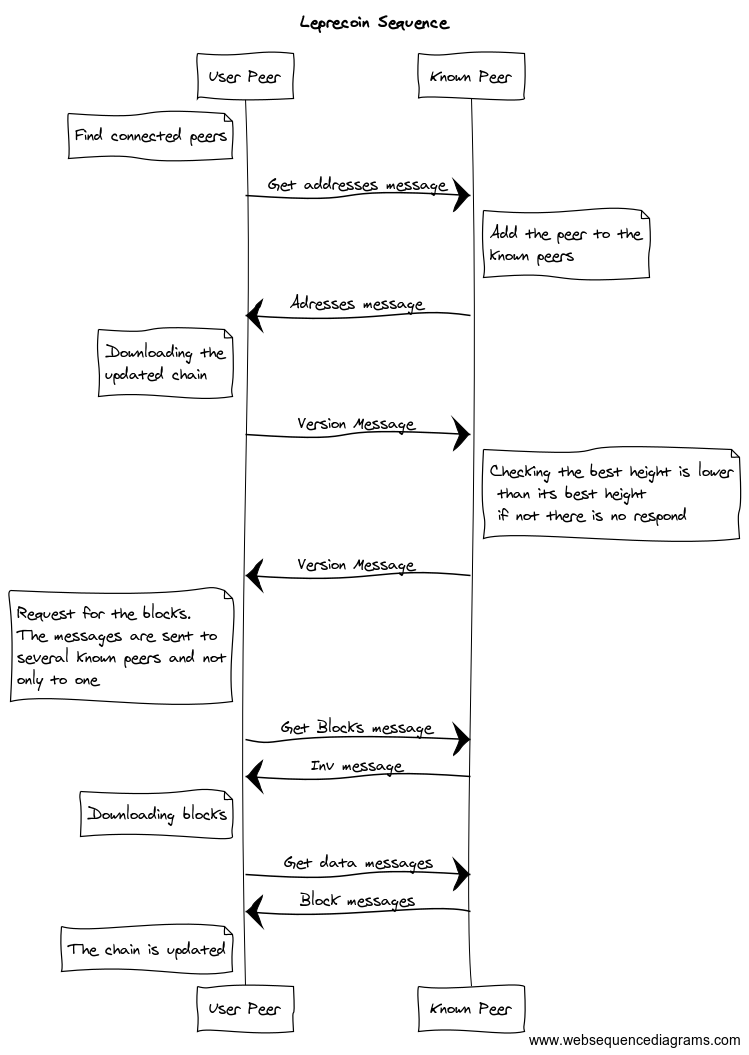 Leprecoin Sequence
User Peer
Known Peer
Find connected peers
Get addresses message
Add the peer to the
known peers
Adresses message
Downloading the
updated chain
Version Message
Checking the best height is lower
than its best height
if not there is no respond
Version Message
Request for the blocks.
The messages are sent to
several known peers and not
only to one
Get Blocks message
Inv message
Downloading blocks
Get data messages
Block messages
The chain is updated
User Peer
Known Peer
www.websequencediagrams.com